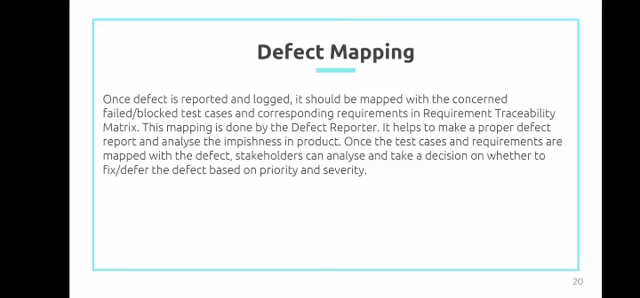 Defect Mapping
Once defect is reported and logged, it should be mapped with the concerned
failed/blocked test cases and corresponding requirements in Requirement Traceability
Matrix. This mapping is done by the Defect Reporter. It helps to make a proper defect
report and analyse the impishness in product. Once the test cases and requirements are
mapped with the defect, stakeholders can analyse and take a decision on whether to
fix/defer the defect based on priority and severity.
20